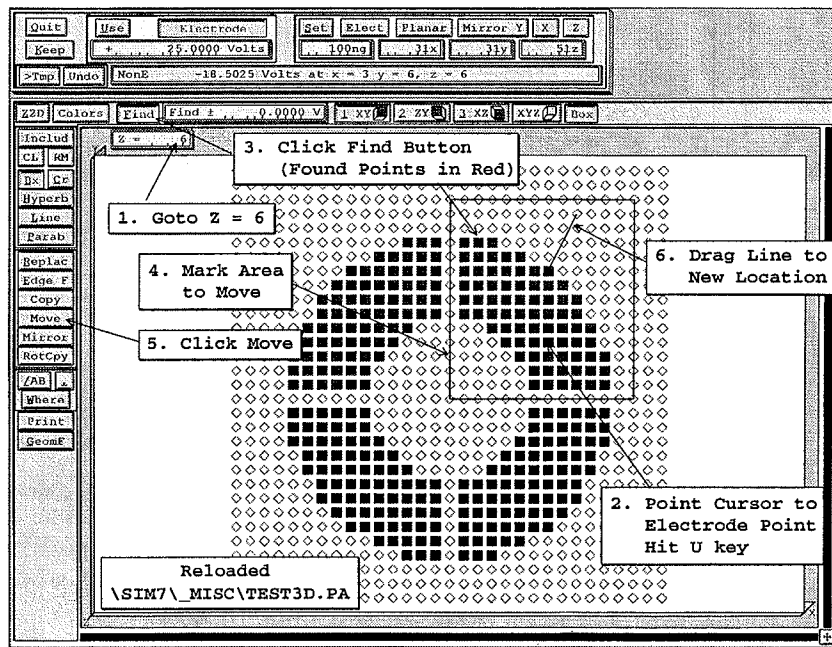 Quit Use Electrode Set Elect Planar Mirror Y X Z
Keep +, , , , ,25.0000 Volts , , 100ng , , ,31x , , ,31y , , ,51z
>Tmp Undo NonE -18.5025 Volts at x = 3 y = 6, z = 6
Z2D Colors Find Find ± , , , , ,0.0000 V 1 XY 2 ZY 3 XZ XYZ Box
Includ
CL RM
Dx Cr
Hyperb
Line
Parab
Replac
Edge F
Copy
Move
Mirror
RotCpy
/AB
Where
Print
GeomF
Z = , , ,6
3. Click Find Button
(Found Points in Red)
1. Goto Z = 6
4. Mark Area
to Move
6. Drag Line to
New Location
5. Click Move
2. Point Cursor to
Electrode Point
Hit U key
Reloaded
\SIM7\_MISC\TEST3D.PA